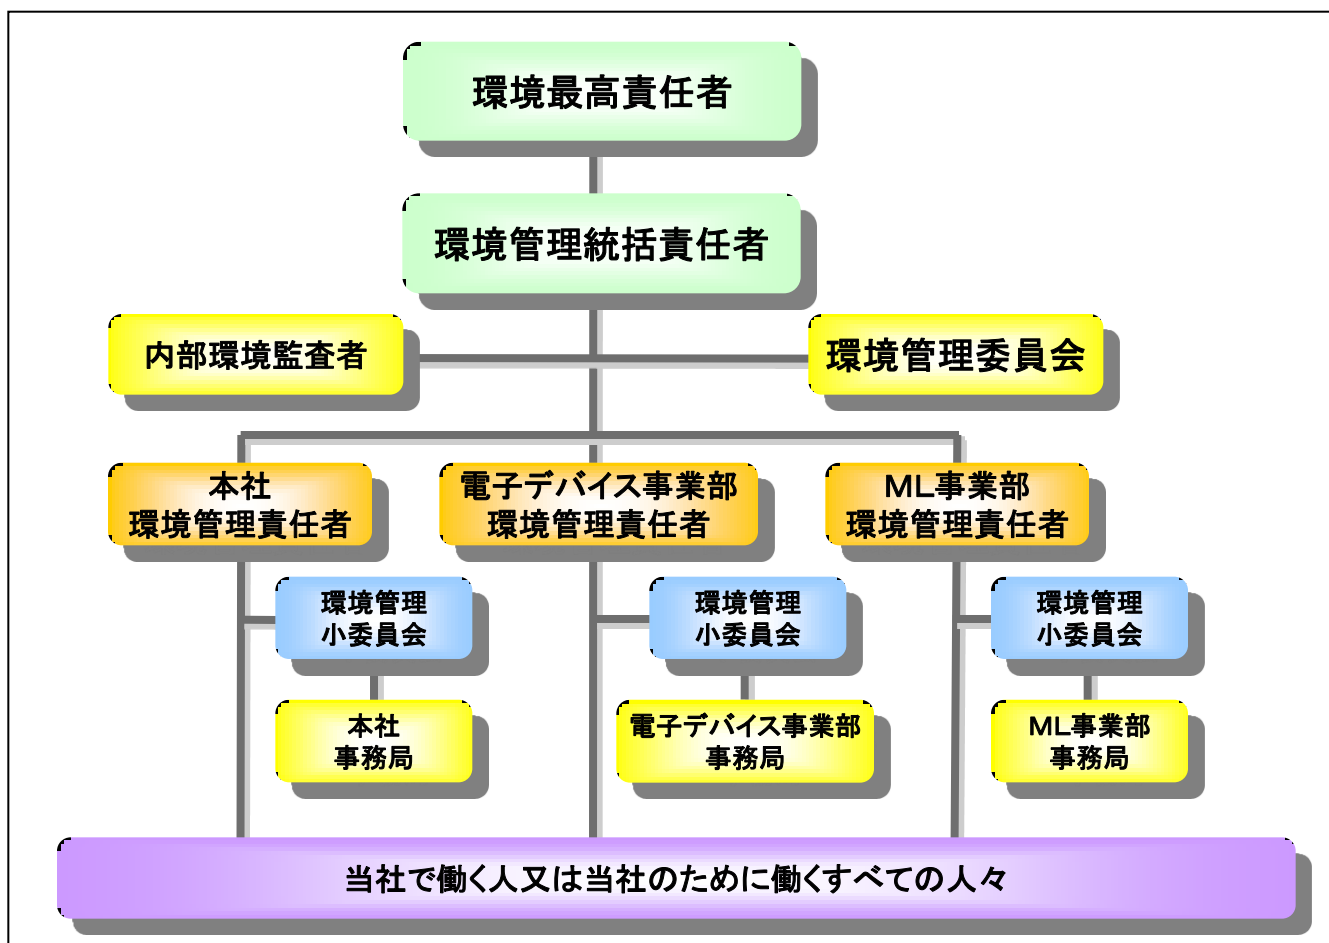 環境最高責任者
環境管理統括責任者
内部環境監査者
環境管理委員会
本社
環境管理責任者
電子デバイス事業部
環境管理責任者
ML事業部
環境管理責任者
環境管理
小委員会
環境管理
小委員会
環境管理
小委員会
本社
事務局
電子デバイス事業部
事務局
ML事業部
事務局
当社で働く人又は当社のために働くすべての人々